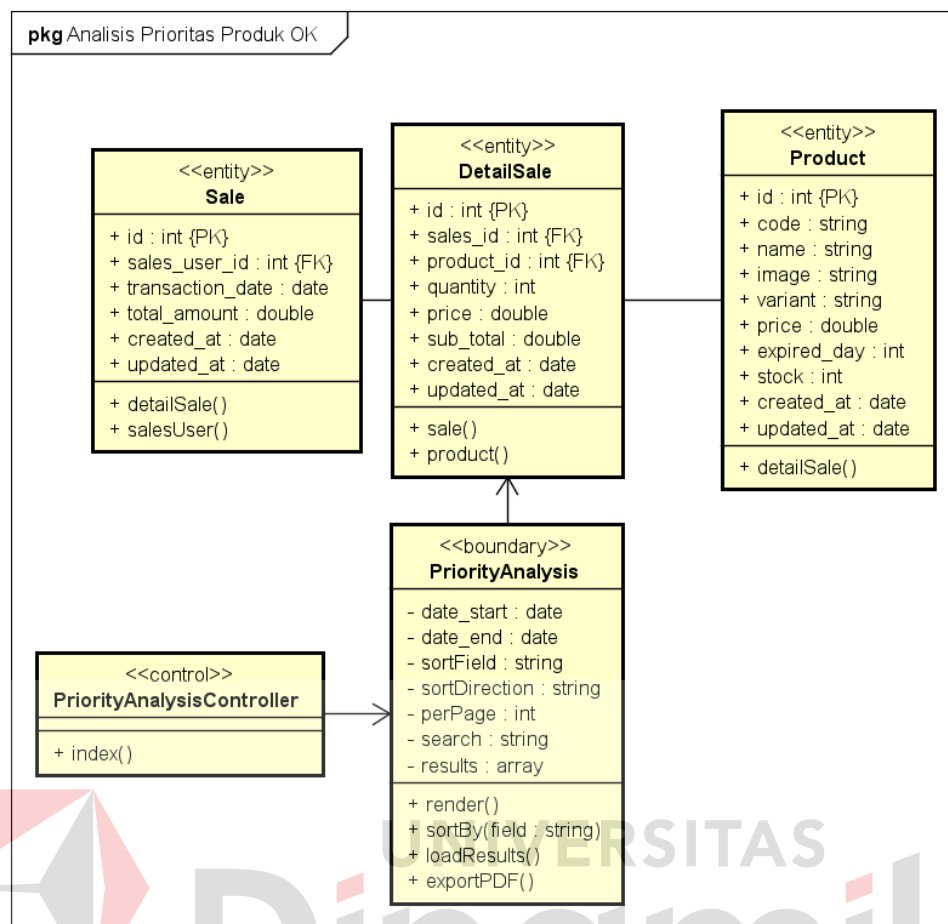 pkg Analisis Prioritas Produk OK
<<entity>>
Sale
+ id : int {PK}
+ sales_user_id : int {FK}
+ transaction_date : date
+ total_amount : double
+ created_at : date
+ updated_at : date
+ detailSale()
+ salesUser()
<<entity>>
DetailSale
+ id : int {PK}
+ sales_id : int {FK}
+ product_id : int {FK}
+ quantity : int
+ price : double
+ sub_total : double
+ created_at : date
+ updated_at : date
+ sale()
+ product()
<<entity>>
Product
+ id : int {PK}
+ code : string
+ name : string
+ image : string
+ variant : string
+ price : double
+ expired_day : int
+ stock : int
+ created_at : date
+ updated_at : date
+ detailSale()
<<control>>
PriorityAnalysisController
+ index()
<<boundary>>
PriorityAnalysis
- date_start : date
- date_end : date
- sortField : string
- sortDirection : string
- perPage : int
- search : string
- results : array
+ render()
+ sortBy(field : string)
+ loadResults()
+ exportPDF()
UNIVERSITAS